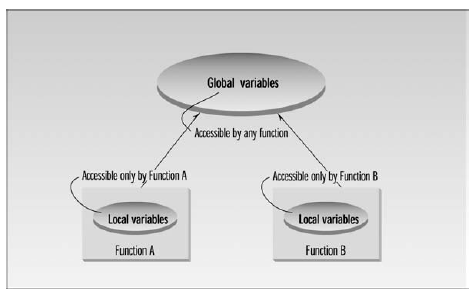 Global variables
Accessible by any function
Accessible only by Function A
Accessible only by Function B
Local variables
Local variables
Function A
Function B